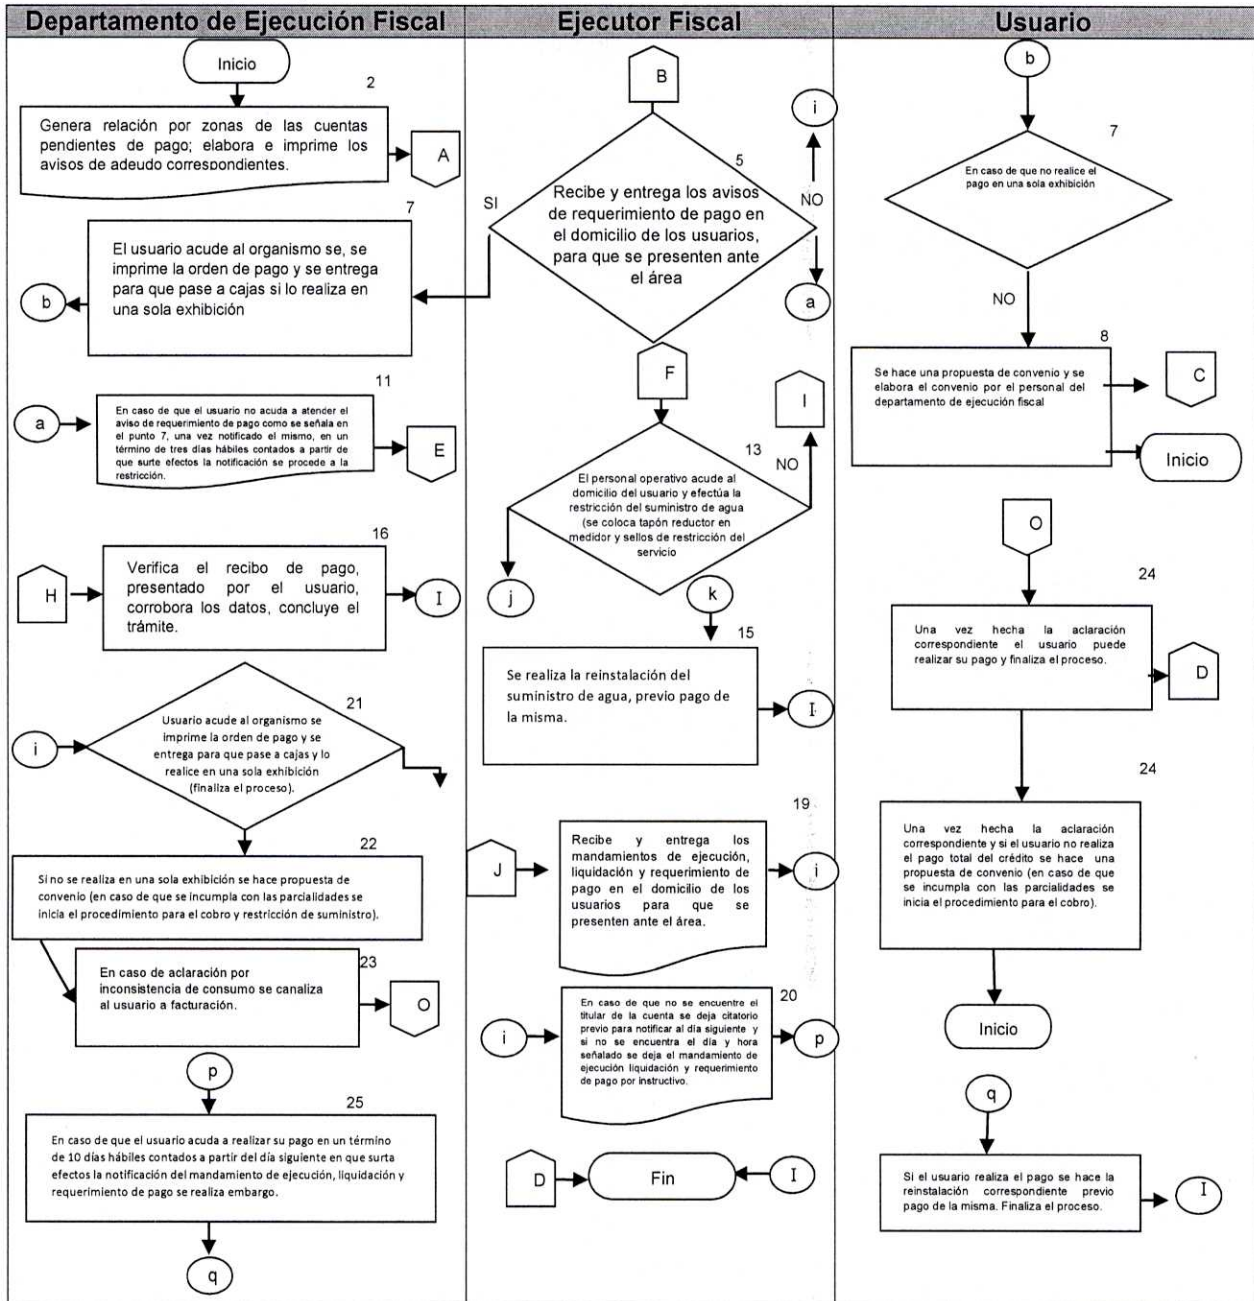 Departamento de Ejecución Fiscal
Inicio
2
Genera relación por zonas de las cuentas
pendientes de pago; elabora e imprime los
avisos de adeudo correspondientes.
A
7
El usuario acude al organismo se, se
imprime la orden de pago y se entrega
para que pase a cajas si lo realiza en
una sola exhibición
b
11
a
En caso de que el usuario no acuda a atender el
aviso de requerimiento de pago como se señala en
el punto 7, una vez notificado el mismo, en un
término de tres días hábiles contados a partir de
que surte efectos la notificación se procede a la
restricción.
E
16
H
Verifica el recibo de pago,
presentado por el usuario,
corrobora los datos, concluye el
trámite.
I
21
i
Usuario acude al organismo se
imprime la orden de pago y se
entrega para que pase a cajas y lo
realice en una sola exhibición
(finaliza el proceso).
22
Si no se realiza en una sola exhibición se hace propuesta de
convenio (en caso de que se incumpla con las parcialidades se
inicia el procedimiento para el cobro y restricción de suministro).
23
En caso de aclaración por
inconsistencia de consumo se canaliza
al usuario a facturación.
O
p
25
En caso de que el usuario acuda a realizar su pago en un término
de 10 días hábiles contados a partir del día siguiente en que surta
efectos la notificación del mandamiento de ejecución, liquidación y
requerimiento de pago se realiza embargo.
q
Ejecutor Fiscal
B
i
5
SI
NO
Recibe y entrega los avisos
de requerimiento de pago en
el domicilio de los usuarios,
para que se presenten ante
el área
a
F
I
13
NO
El personal operativo acude al
domicilio del usuario y efectúa la
restricción del suministro de agua
(se coloca tapón reductor en
medidor y sellos de restricción del
servicio
j
k
15
Se realiza la reinstalación del
suministro de agua, previo pago de
la misma.
I
19
J
Recibe y entrega los
mandamientos de ejecución,
liquidación y requerimiento de
pago en el domicilio de los
usuarios para que se
presenten ante el área.
i
20
i
En caso de que no se encuentre el
titular de la cuenta se deja citatorio
previo para notificar al día siguiente y
si no se encuentra el día y hora
señalado se deja el mandamiento de
ejecución liquidación y requerimiento
de pago por instructivo.
p
D
Fin
I
Usuario
b
7
En caso de que no realice el
pago en una sola exhibición
NO
8
Se hace una propuesta de convenio y se
elabora el convenio por el personal del
departamento de ejecución fiscal
C
Inicio
O
24
Una vez hecha la aclaración
correspondiente el usuario puede
realizar su pago y finaliza el proceso.
D
24
Una vez hecha la aclaración
correspondiente y si el usuario no realiza
el pago total del crédito se hace una
propuesta de convenio (en caso de que
se incumpla con las parcialidades se
inicia el procedimiento para el cobro).
Inicio
q
Si el usuario realiza el pago se hace la
reinstalación correspondiente previo
pago de la misma. Finaliza el proceso.
I